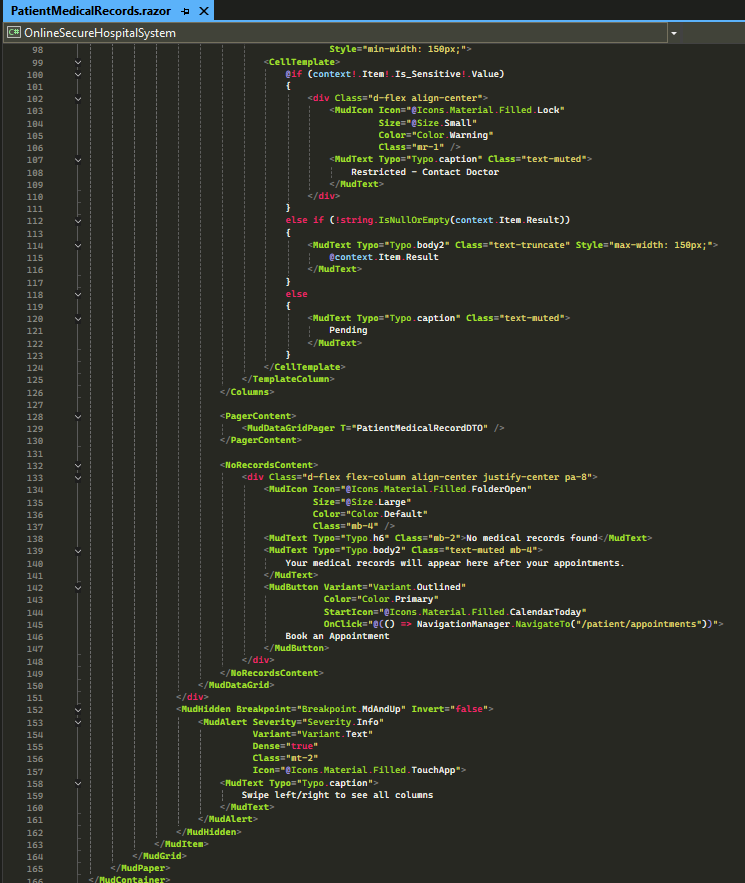 PatientMedicalRecords.razor
C# OnlineSecureHospitalSystem
98 Style="min-width: 150px;">
99 <CellTemplate>
100 @if (context!.Item!.Is_Sensitive!.Value)
101 {
102 <div Class="d-flex align-center">
103 <MudIcon Icon="@Icons.Material.Filled.Lock"
104 Size="@Size.Small"
105 Color="Color.Warning"
106 Class="mr-1" />
107 <MudText Typo="Typo.caption" Class="text-muted">
108 Restricted - Contact Doctor
109 </MudText>
110 </div>
111 }
112 else if (!string.IsNullOrEmpty(context.Item.Result))
113 {
114 <MudText Typo="Typo.body2" Class="text-truncate" Style="max-width: 150px;">
115 @context.Item.Result
116 </MudText>
117 }
118 else
119 {
120 <MudText Typo="Typo.caption" Class="text-muted">
121 Pending
122 </MudText>
123 }
124 </CellTemplate>
125 </TemplateColumn>
126 </Columns>
127
128 <PagerContent>
129 <MudDataGridPager T="PatientMedicalRecordDTO" />
130 </PagerContent>
131
132 <NoRecordsContent>
133 <div Class="d-flex flex-column align-center justify-center pa-8">
134 <MudIcon Icon="@Icons.Material.Filled.FolderOpen"
135 Size="@Size.Large"
136 Color="Color.Default"
137 Class="mb-4" />
138 <MudText Typo="Typo.h6" Class="mb-2">No medical records found</MudText>
139 <MudText Typo="Typo.body2" Class="text-muted mb-4">
140 Your medical records will appear here after your appointments.
141 </MudText>
142 <MudButton Variant="Variant.Outlined"
143 Color="Color.Primary"
144 StartIcon="@Icons.Material.Filled.CalendarToday"
145 OnClick="@(() => NavigationManager.NavigateTo("/patient/appointments"))">
146 Book an Appointment
147 </MudButton>
148 </div>
149 </NoRecordsContent>
150 </MudDataGrid>
151 </div>
152 <MudHidden Breakpoint="Breakpoint.MdAndUp" Invert="false">
153 <MudAlert Severity="Severity.Info"
154 Variant="Variant.Text"
155 Dense="true"
156 Class="mt-2"
157 Icon="@Icons.Material.Filled.TouchApp">
158 <MudText Typo="Typo.caption">
159 Swipe left/right to see all columns
160 </MudText>
161 </MudAlert>
162 </MudHidden>
163 </MudItem>
164 </MudGrid>
165 </MudPaper>
166 </MudContainer>